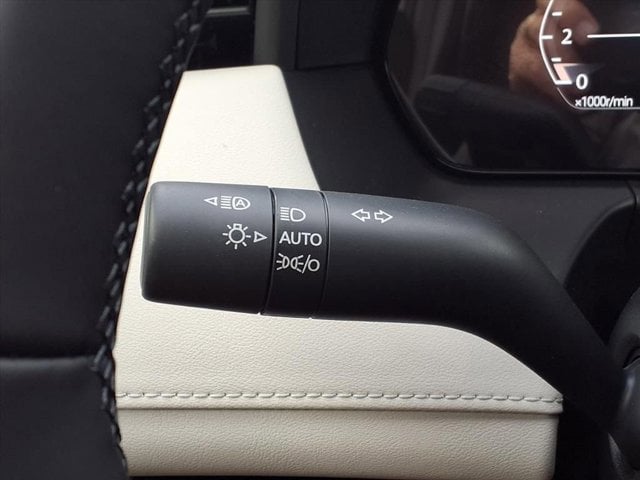 2
0
×1000r/min
A
AUTO
/O